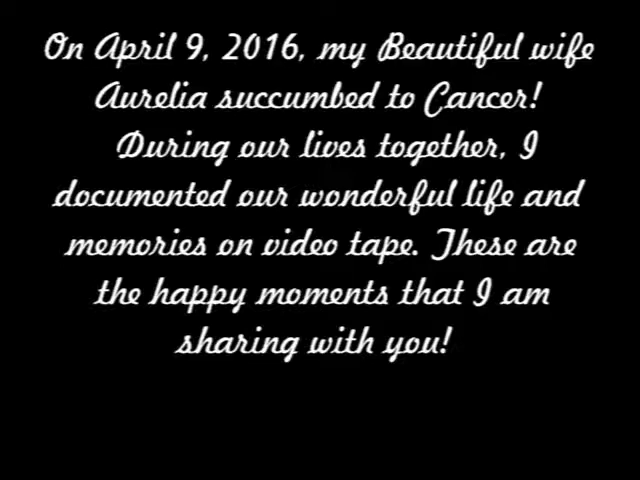 On April 9, 2016, my Beautiful wife
Aurelia succumbed to Cancer!
During our lives together, I
documented our wonderful life and
memories on video tape. These are
the happy moments that I am
sharing with you!